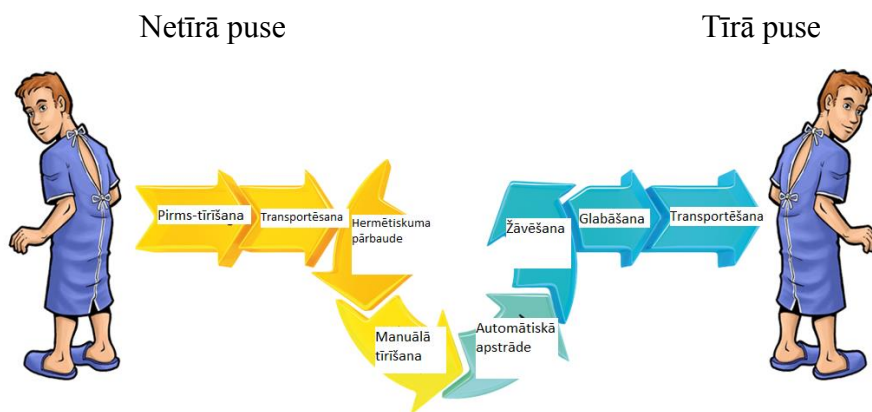 Netīrā puse
Tīrā puse
Pirms-tīrīšana
Transportēsana
Hermētiskuma
pārbaude
Manuālā
tīrīšana
Automātiskā
apstrāde
Žāvēšana
Glabāšana
Transportēšana